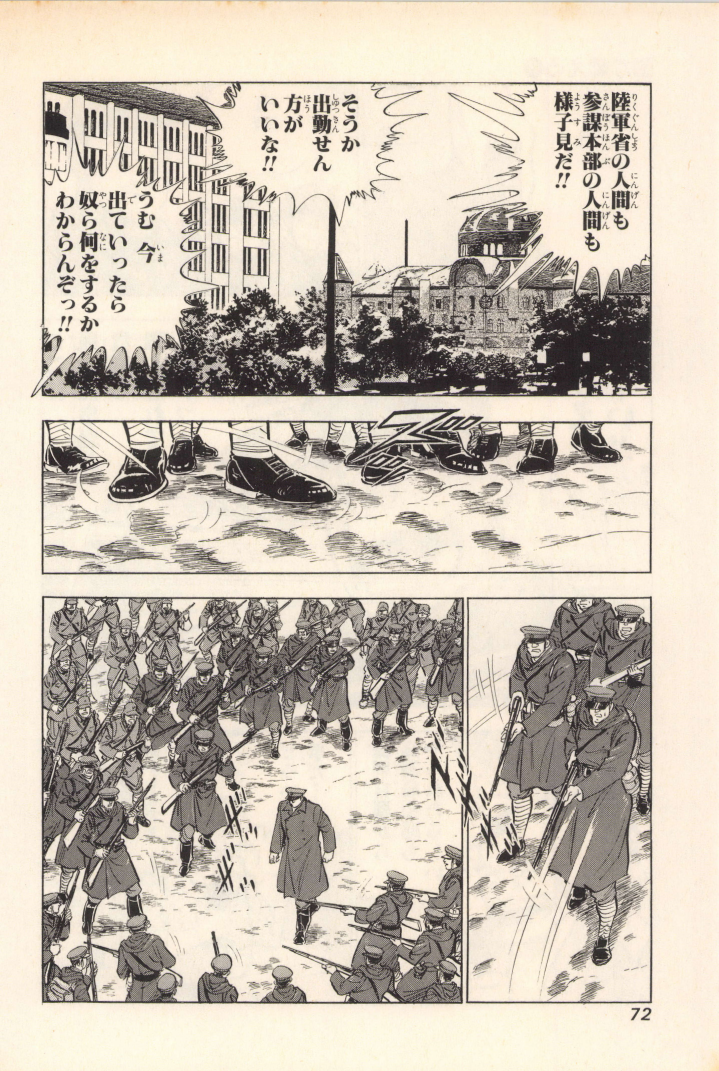 陸軍省の人間も
参謀本部の人間も
様子見だ!!
そうか
出勤せん
方が
いいな!!
うむ 今
出ていったら
奴ら何をするか
わからんぞっ!!
72